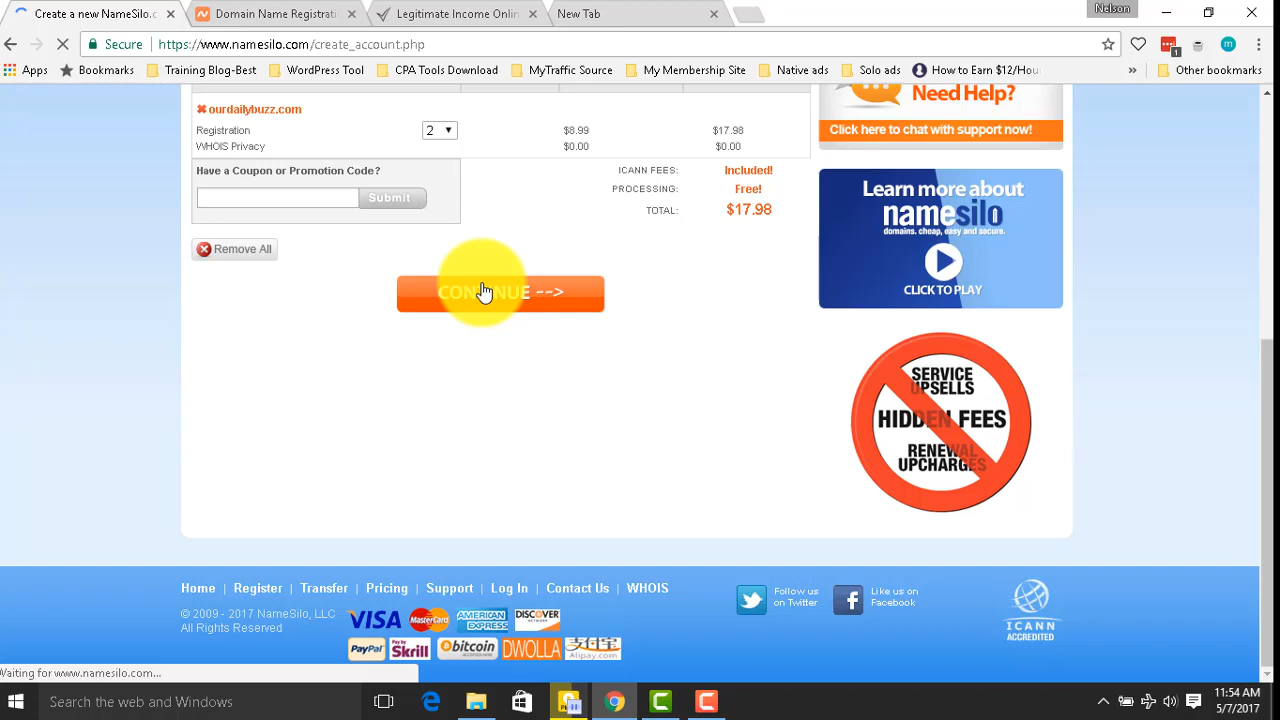 Create a new NameSilo.c
Domain Name Registrati
Legitimate Income Onlin
New Tab
Nelson
Secure
https://www.namesilo.com/create_account.php
1
m
Apps
Bookmarks
Training Blog-Best
WordPress Tool
CPA Tools Download
MyTraffic Source
My Membership Site
Native ads
Solo ads
How to Earn $12/Hou
Other bookmarks
ourdailybuzz.com
Registration 2 $8.99 $17.98
WHOIS Privacy $0.00 $0.00
Have a Coupon or Promotion Code?
Submit
ICANN FEES: Included!
PROCESSING: Free!
TOTAL: $17.98
Remove All
CONTINUE -->
Need Help?
Click here to chat with support now!
Learn more about
namesilo
domains. cheap, easy and secure.
CLICK TO PLAY
SERVICE
UPSELLS
HIDDEN FEES
RENEWAL
UPCHARGES
Home | Register | Transfer | Pricing | Support | Log In | Contact Us | WHOIS
© 2009 - 2017 NameSilo, LLC
All Rights Reserved
VISA MasterCard AMERICAN EXPRESS DISCOVER
PayPal Pay by Skrill bitcoin DWOLLA Alipay.com
Follow us
on Twitter
Like us on
Facebook
ICANN
ACCREDITED
Waiting for www.namesilo.com...
Search the web and Windows
11:54 AM
5/7/2017